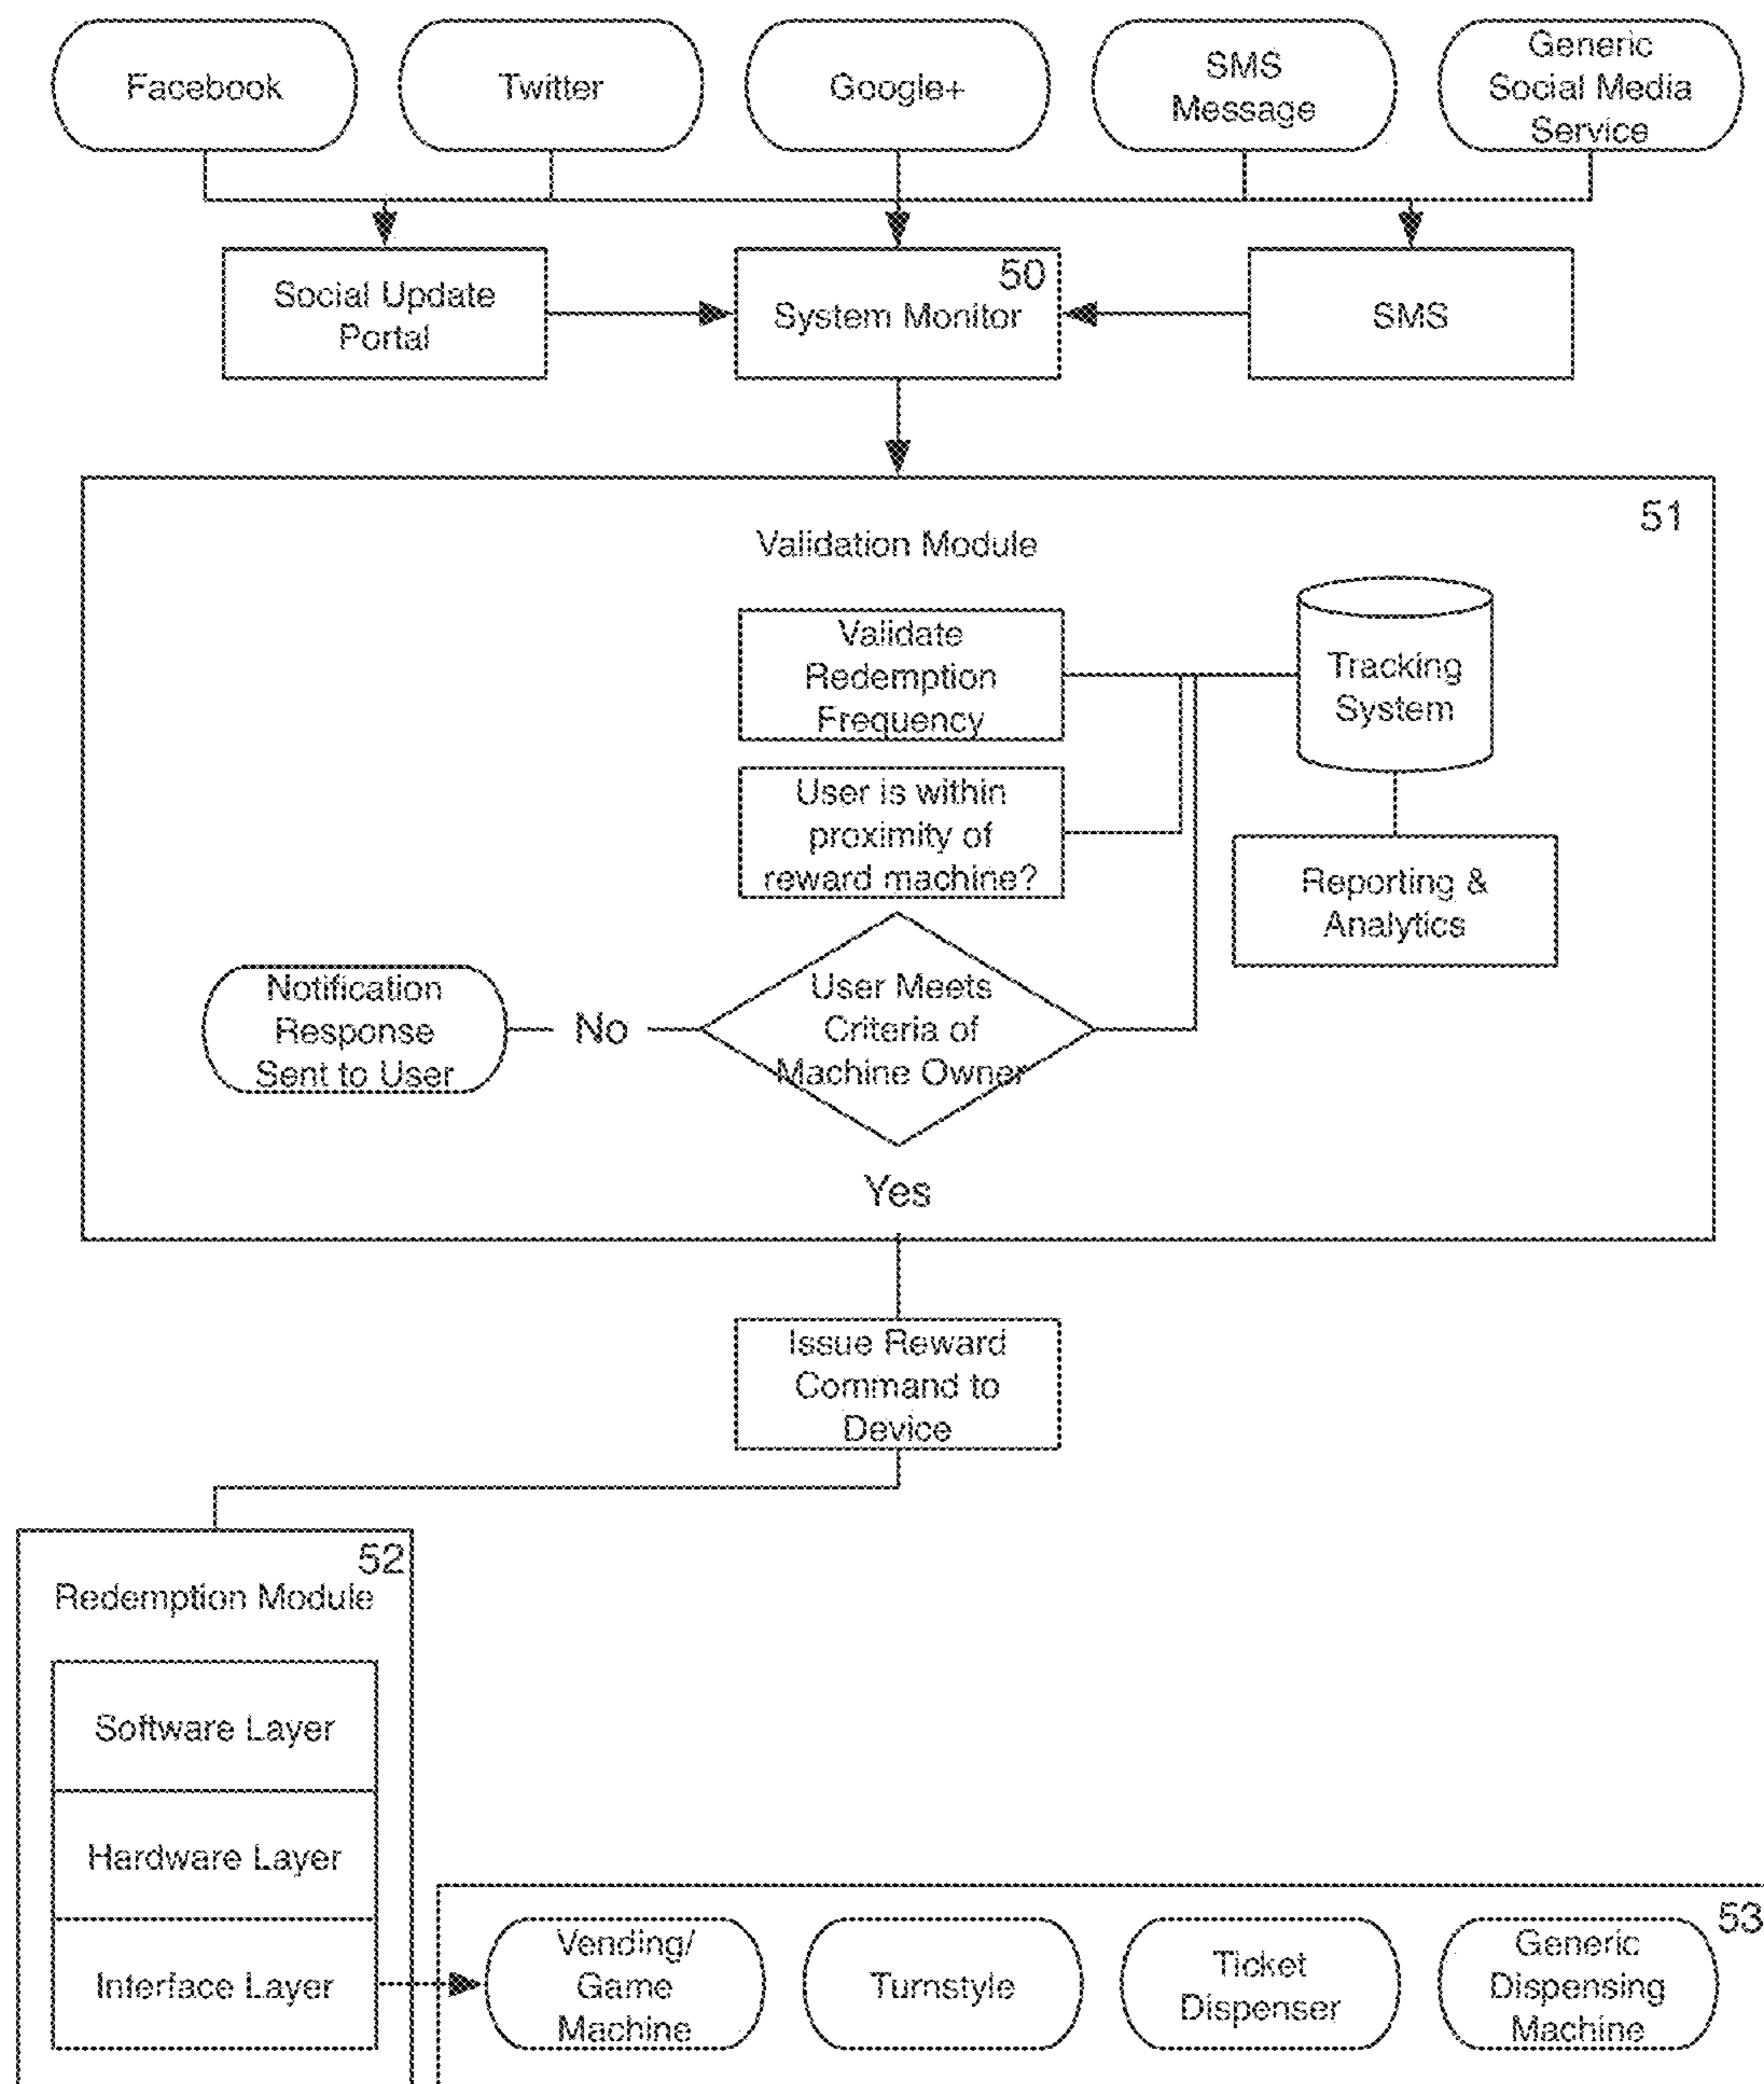 Facebook
Twitter
Google+
SMS
Message
Generic
Social Media
Service
Social Update
Portal
50
System Monitor
SMS
51
Validation Module
Validate
Redemption
Frequency
Tracking
System
User is within
proximity of
reward machine?
Reporting &
Analytics
Notification
Response
Sent to User
No
User Meets
Criteria of
Machine Owner
Yes
Issue Reward
Command to
Device
52
Redemption Module
Software Layer
Hardware Layer
Interface Layer
53
Vending/
Game
Machine
Turnstyle
Ticket
Dispenser
Generic
Dispensing
Machine